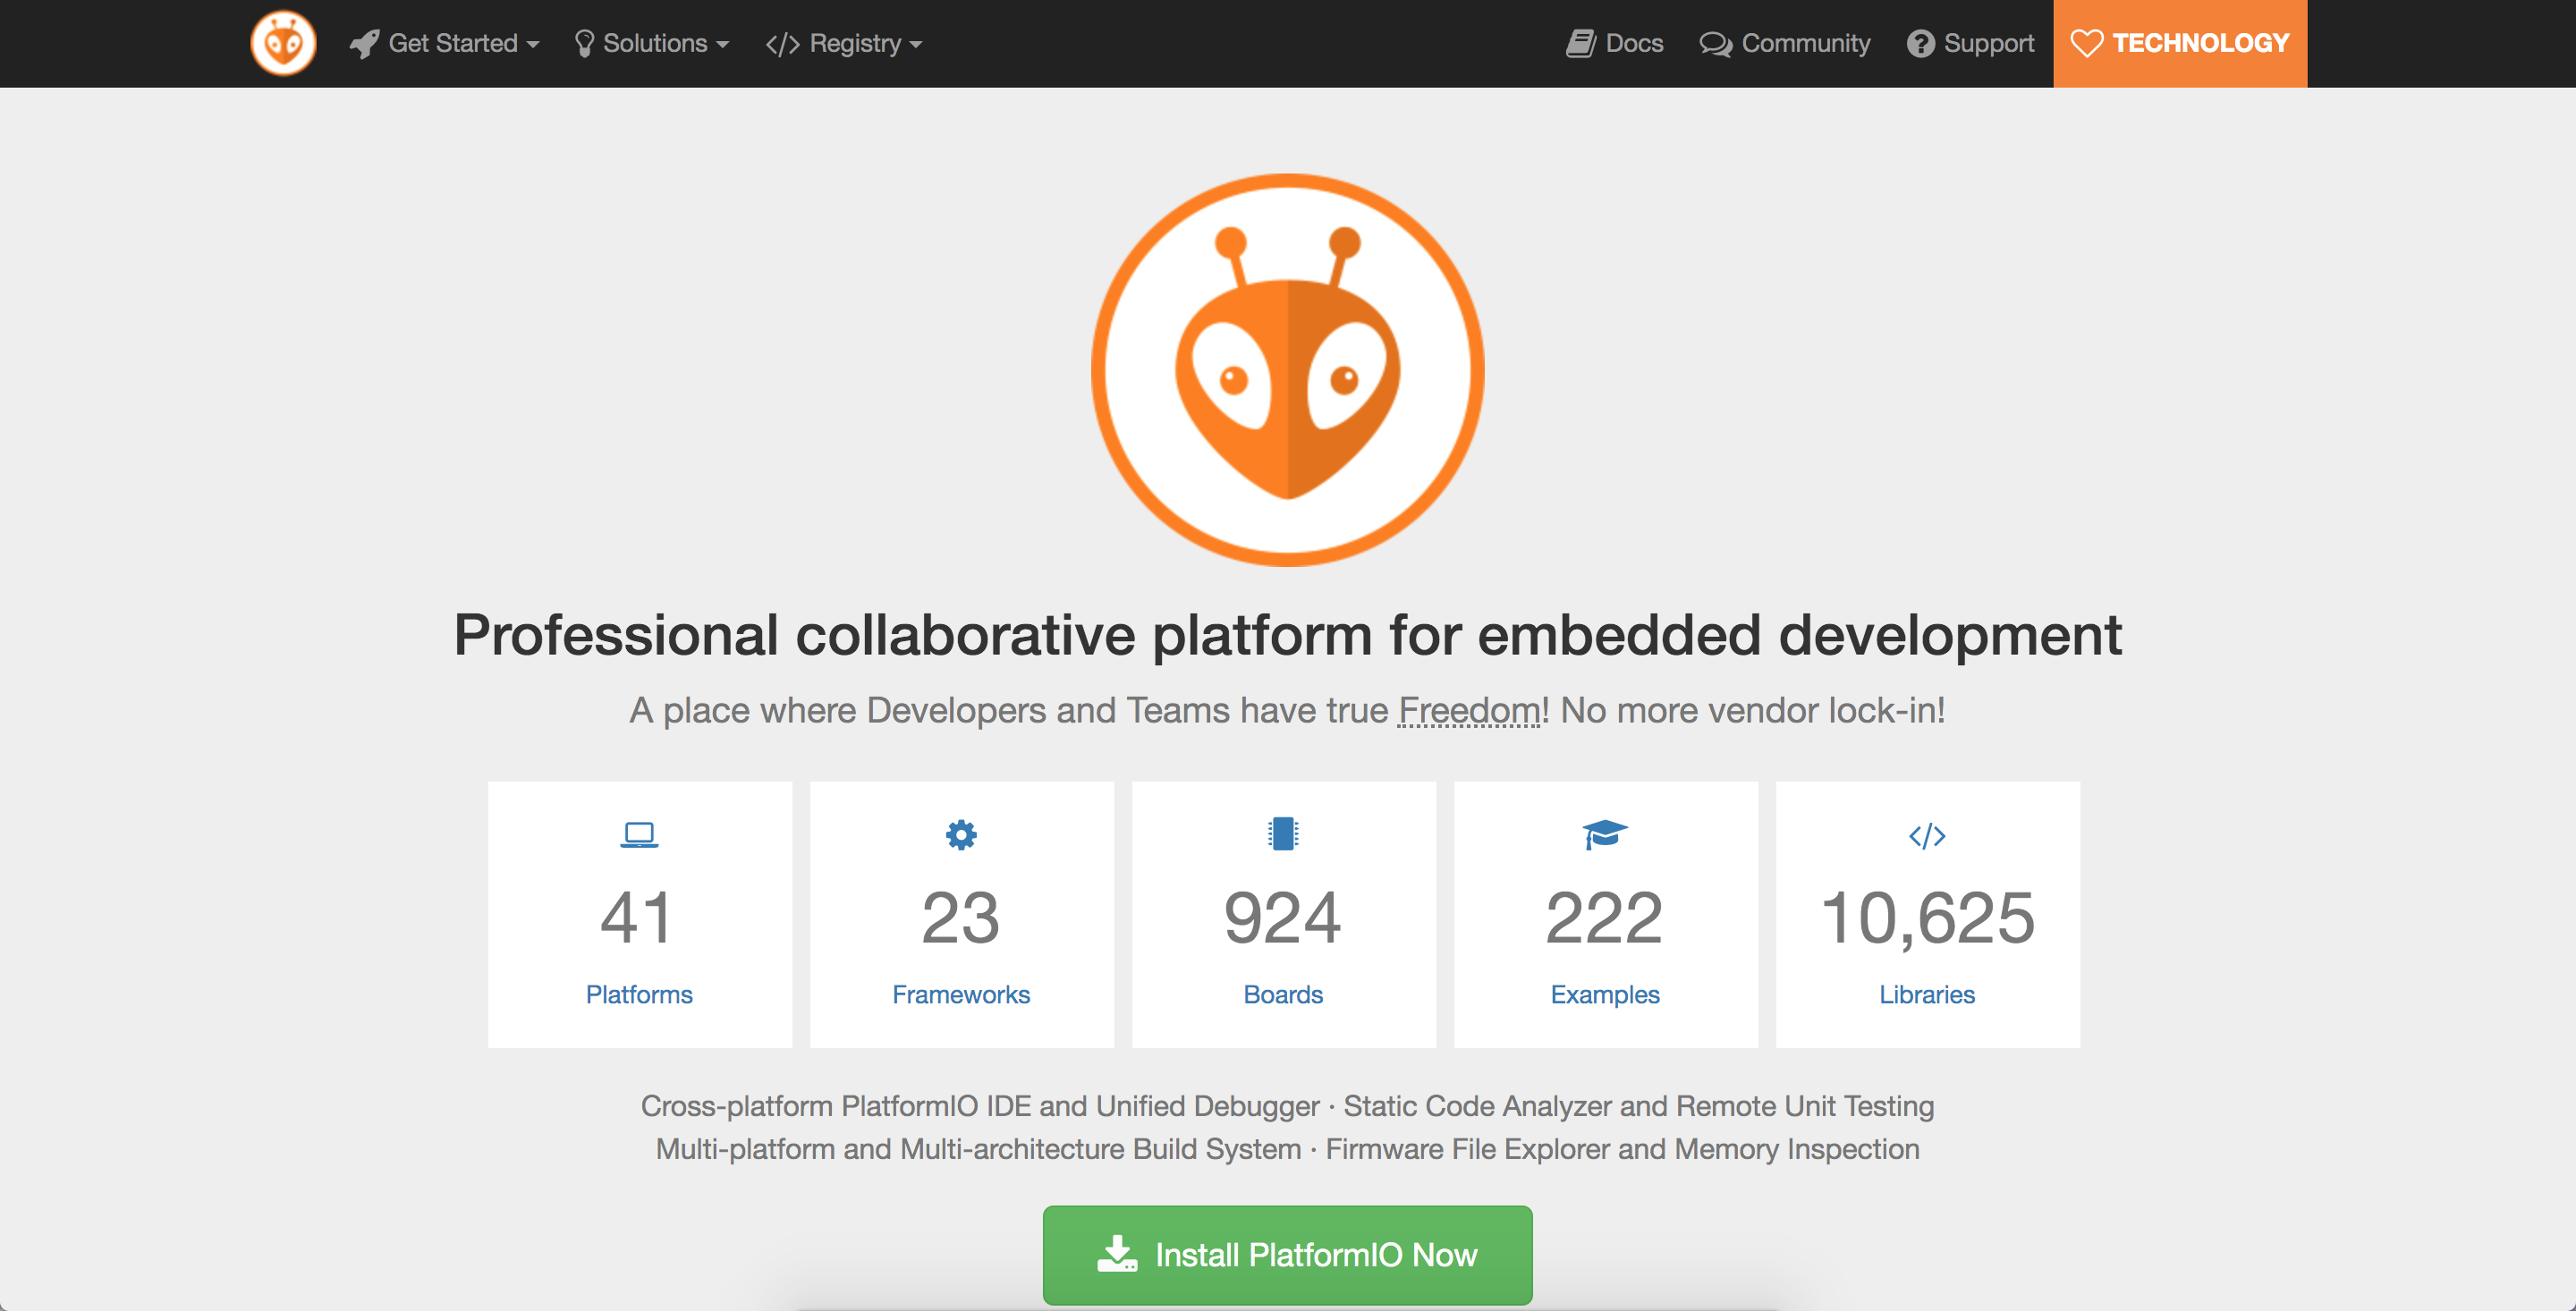 Get Started Solutions </> Registry Docs Community Support TECHNOLOGY
Professional collaborative platform for embedded development
A place where Developers and Teams have true Freedom! No more vendor lock-in!
</>
41 23 924 222 10,625
Platforms Frameworks Boards Examples Libraries
Cross-platform PlatformIO IDE and Unified Debugger · Static Code Analyzer and Remote Unit Testing
Multi-platform and Multi-architecture Build System · Firmware File Explorer and Memory Inspection
Install PlatformIO Now